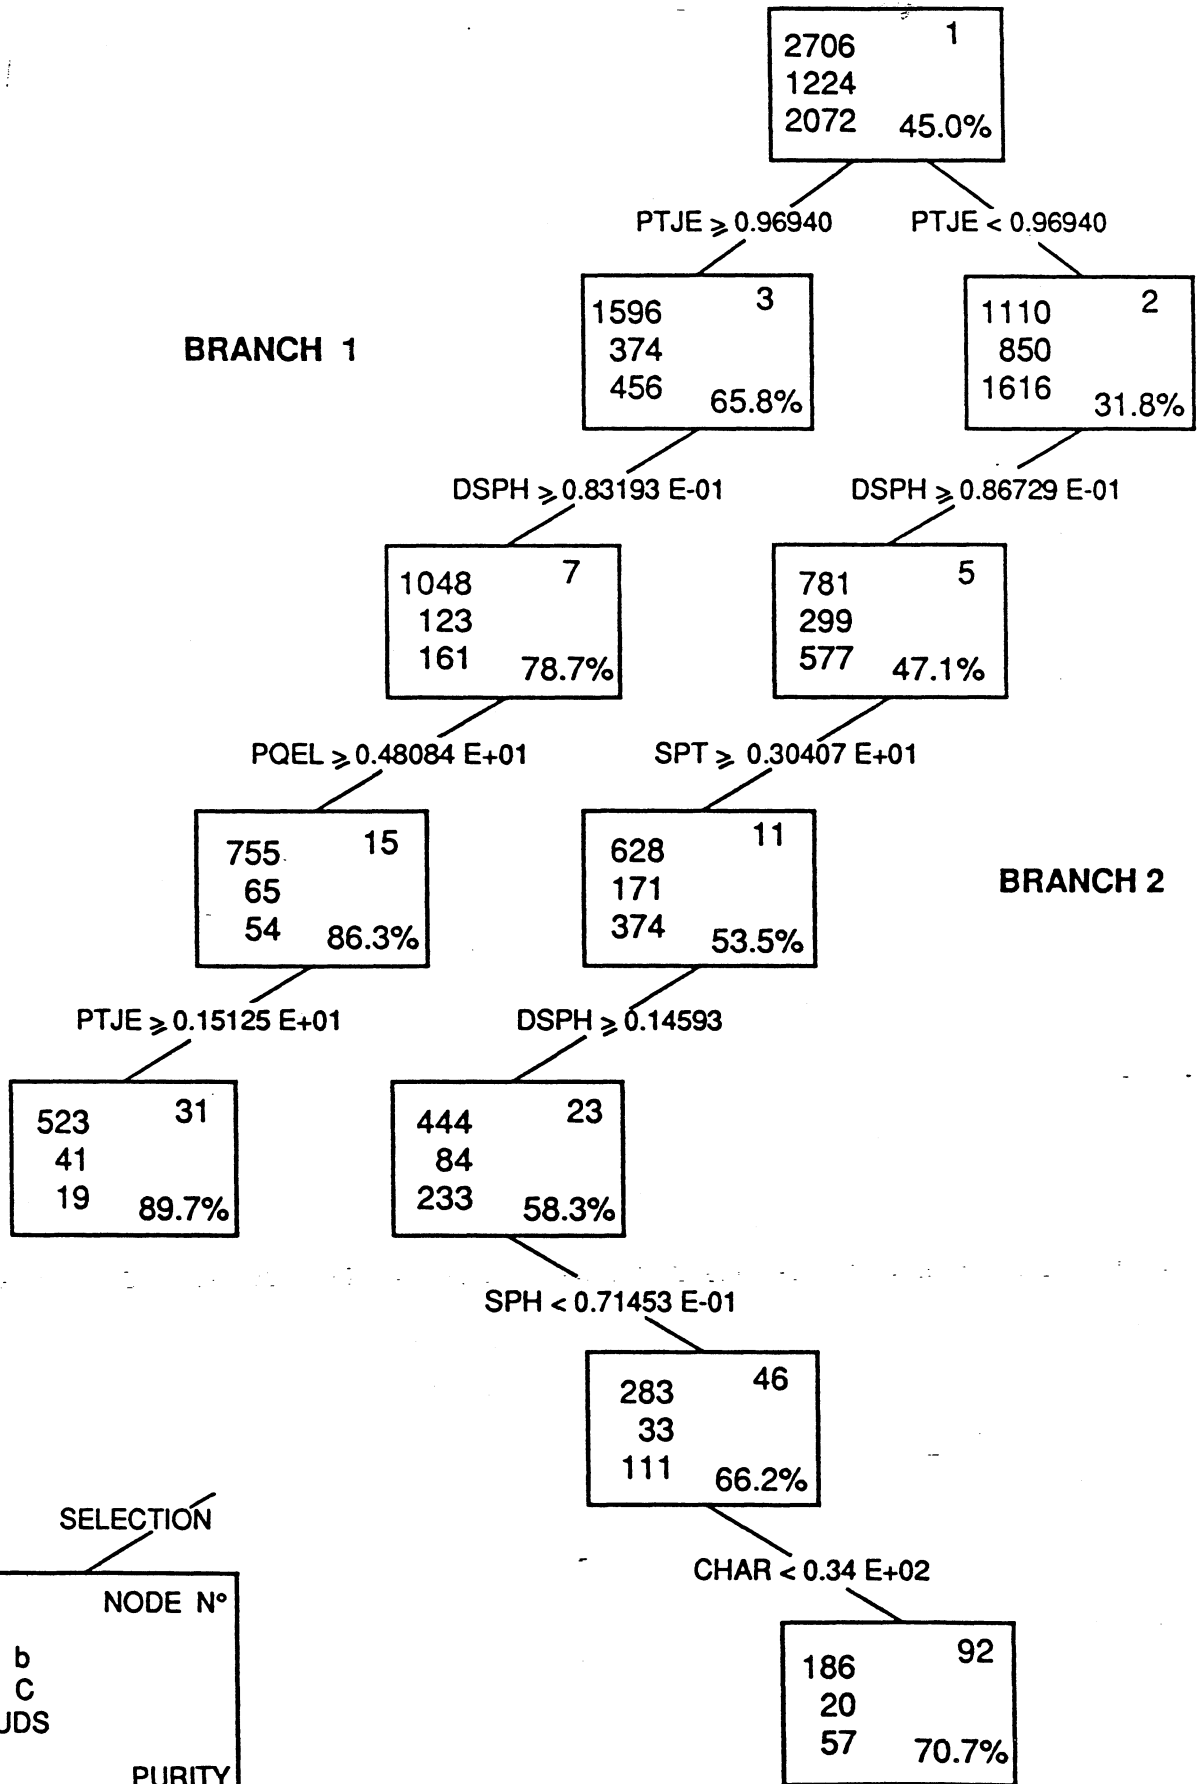 2706 1
1224
2072 45.0%
PTJE ⩾ 0.96940 PTJE < 0.96940
BRANCH 1
1596 3
374
456 65.8%
1110 2
850
1616 31.8%
DSPH ⩾ 0.83193 E-01 DSPH ⩾ 0.86729 E-01
1048 7
123
161 78.7%
781 5
299
577 47.1%
PQEL ⩾ 0.48084 E+01 SPT ⩾ 0.30407 E+01
755 15
65
54 86.3%
628 11
171
374 53.5%
BRANCH 2
PTJE ⩾ 0.15125 E+01 DSPH ⩾ 0.14593
523 31
41
19 89.7%
444 23
84
233 58.3%
SPH < 0.71453 E-01
283 46
33
111 66.2%
SELECTION
CHAR < 0.34 E+02
NODE N°
b
C
UDS
PURITY
186 92
20
57 70.7%